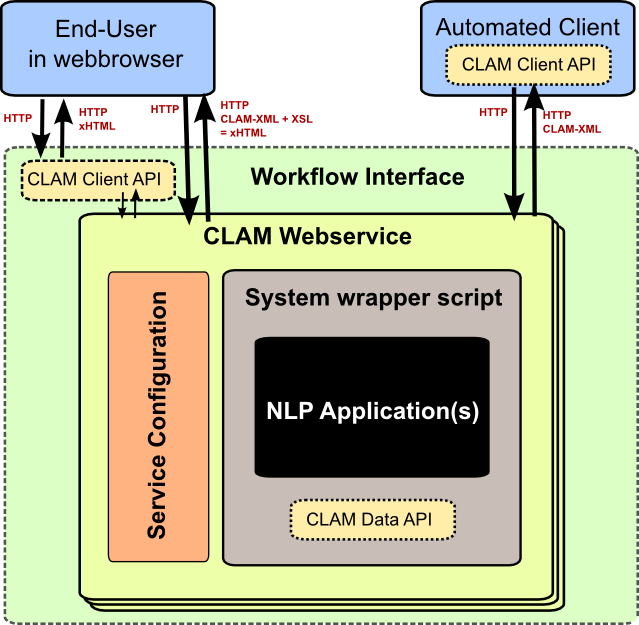 End-User
in webbrowser
Automated Client
CLAM Client API
HTTP
HTTP
xHTML
HTTP
HTTP
CLAM-XML + XSL
= xHTML
HTTP
HTTP
CLAM-XML
CLAM Client API
Workflow Interface
CLAM Webservice
Service Configuration
System wrapper script
NLP Application(s)
CLAM Data API